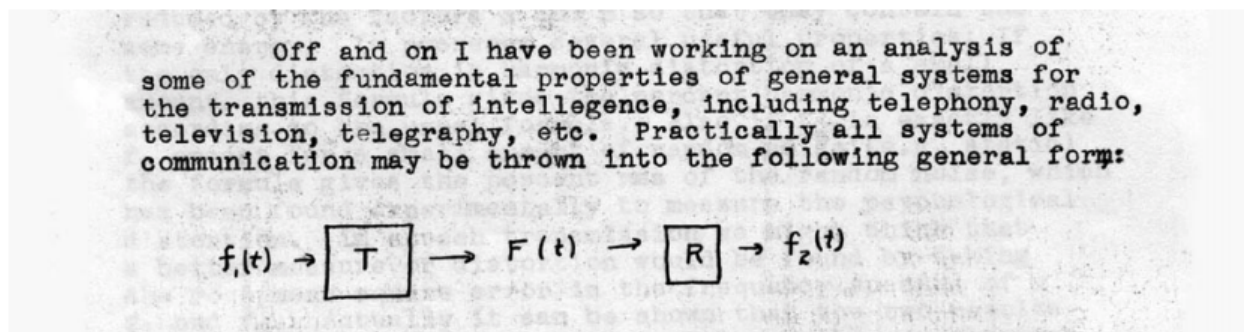 Off and on I have been working on an analysis of
some of the fundamental properties of general systems for
the transmission of intellegence, including telephony, radio,
television, telegraphy, etc. Practically all systems of
communication may be thrown into the following general form:
f₁(t) → T → F(t) → R → f₂(t)